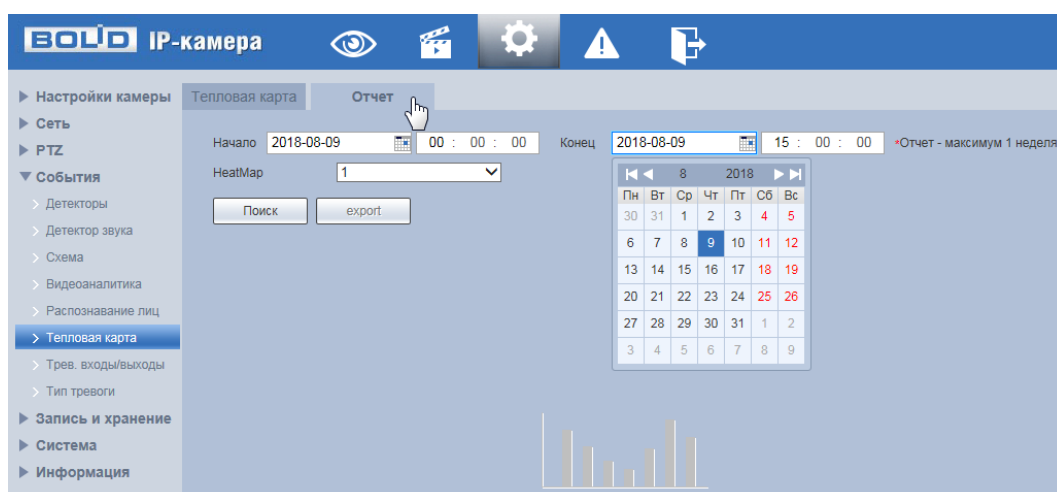 BOLID IP-камера
Настройки камеры
Сеть
PTZ
События
Детекторы
Детектор звука
Схема
Видеоаналитика
Распознавание лиц
Тепловая карта
Трев. входы/выходы
Тип тревоги
Запись и хранение
Система
Информация
Тепловая карта Отчет
Начало 2018-08-09 00 : 00 : 00 Конец 2018-08-09 15 : 00 : 00 *Отчет - максимум 1 неделя
HeatMap 1
Поиск export
8 2018
Пн Вт Ср Чт Пт Сб Вс
30 31 1 2 3 4 5
6 7 8 9 10 11 12
13 14 15 16 17 18 19
20 21 22 23 24 25 26
27 28 29 30 31 1 2
3 4 5 6 7 8 9